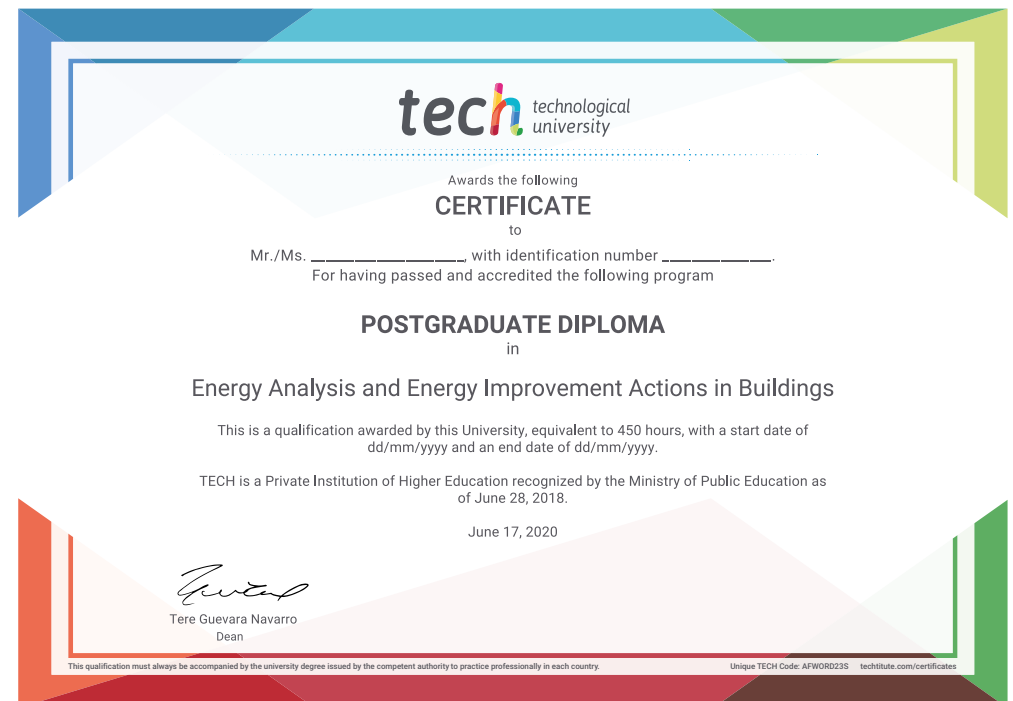 tech technological
university
Awards the following
CERTIFICATE
to
Mr./Ms. ____________________, with identification number ______________.
For having passed and accredited the following program
POSTGRADUATE DIPLOMA
in
Energy Analysis and Energy Improvement Actions in Buildings
This is a qualification awarded by this University, equivalent to 450 hours, with a start date of
dd/mm/yyyy and an end date of dd/mm/yyyy.
TECH is a Private Institution of Higher Education recognized by the Ministry of Public Education as
of June 28, 2018.
June 17, 2020
Tere Guevara Navarro
Dean
This qualification must always be accompanied by the university degree issued by the competent authority to practice professionally in each country.
Unique TECH Code: AFWORD23S techtitute.com/certificates